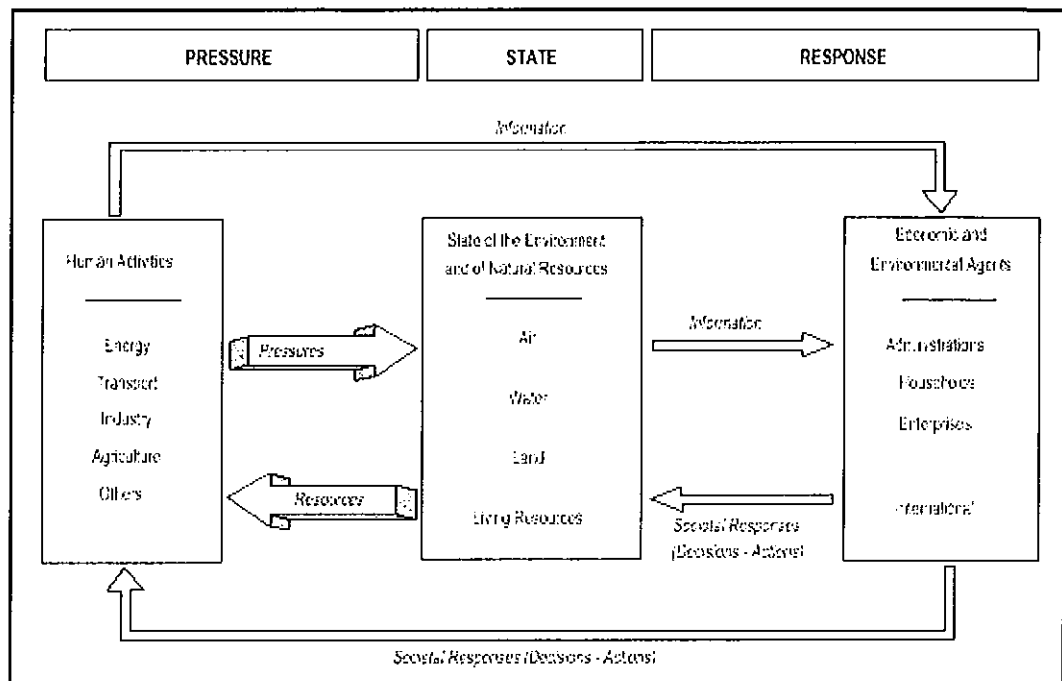 PRESSURE
STATE
RESPONSE
Information
Human Activities
Energy
Transport
Industry
Agriculture
Others
Pressures
Resources
State of the Environment
and of Natural Resources
Air
Water
Land
Living Resources
Information
Societal Responses
(Decisions - Actions)
Economic and
Environmental Agents
Administrations
Households
Enterprises
International
Societal Responses (Decisions - Actions)